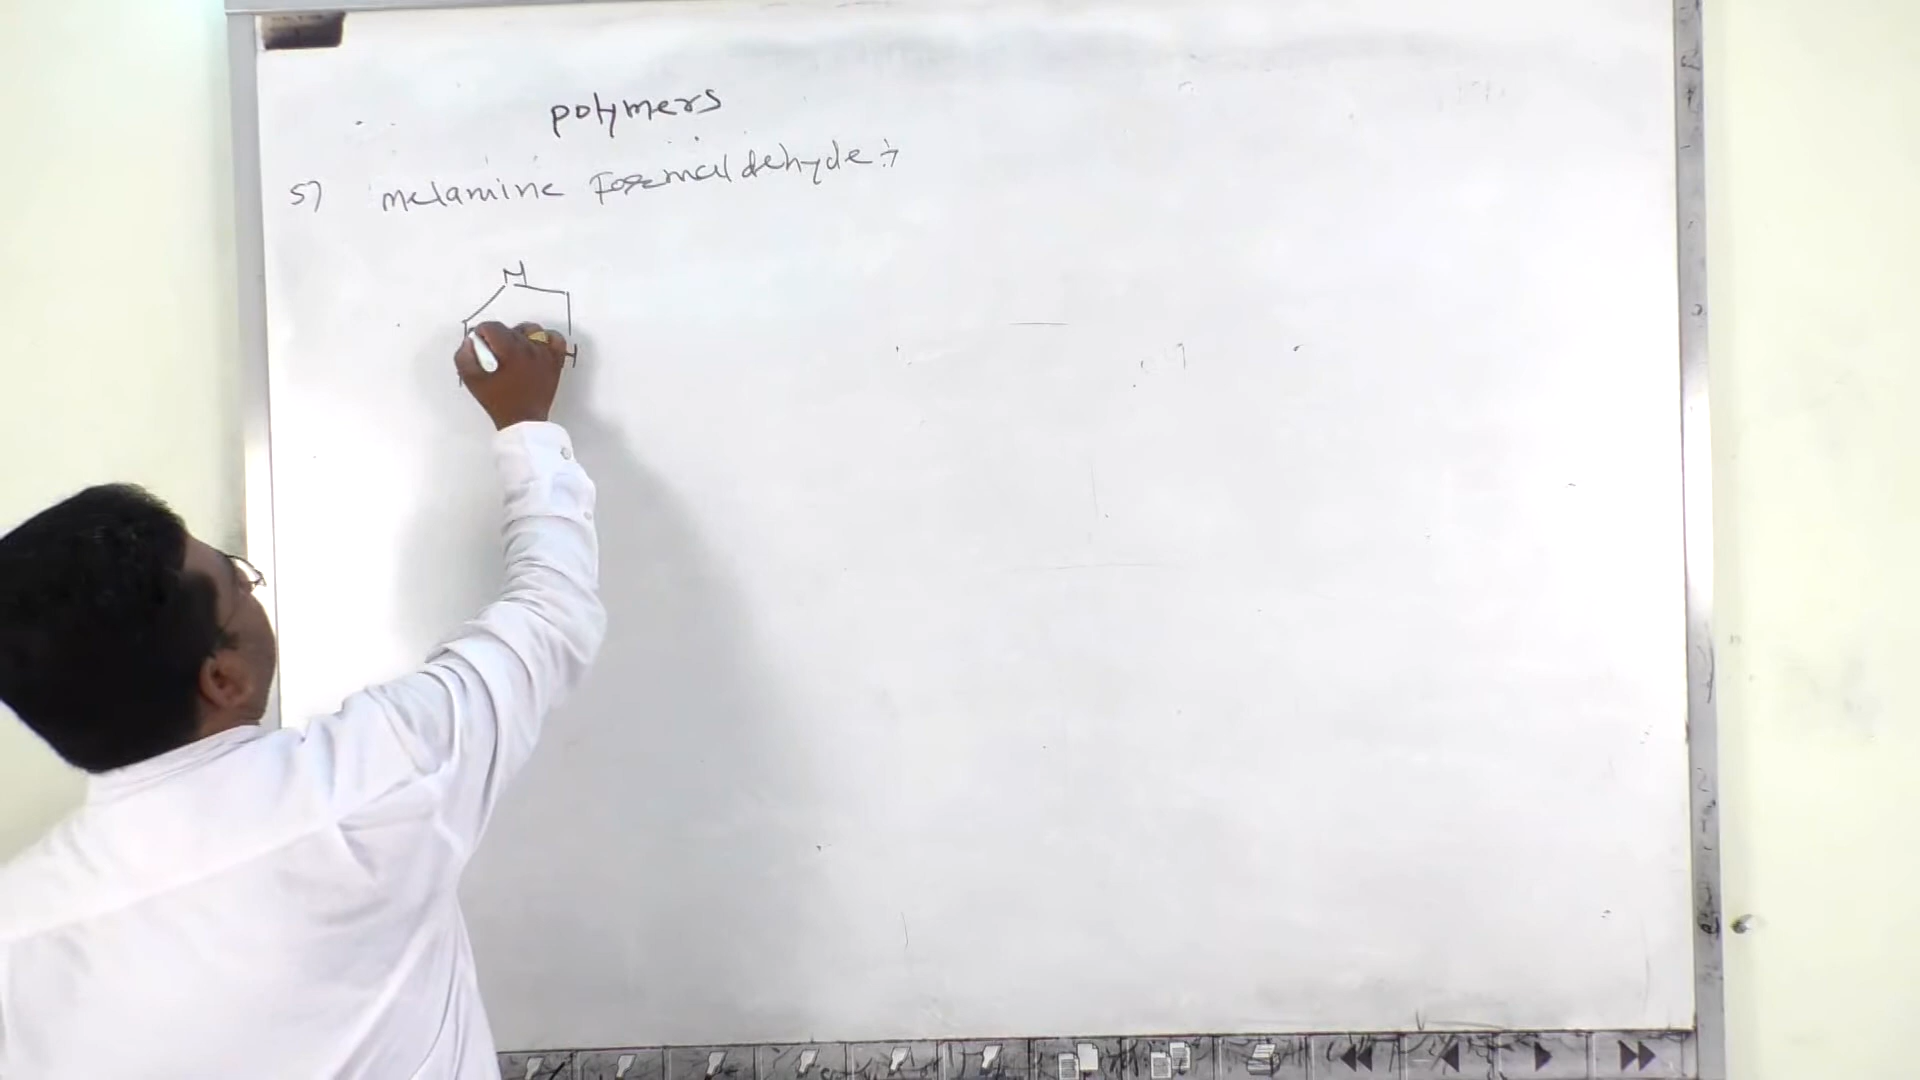 polymers
5) melamine Formaldehyde :-
N